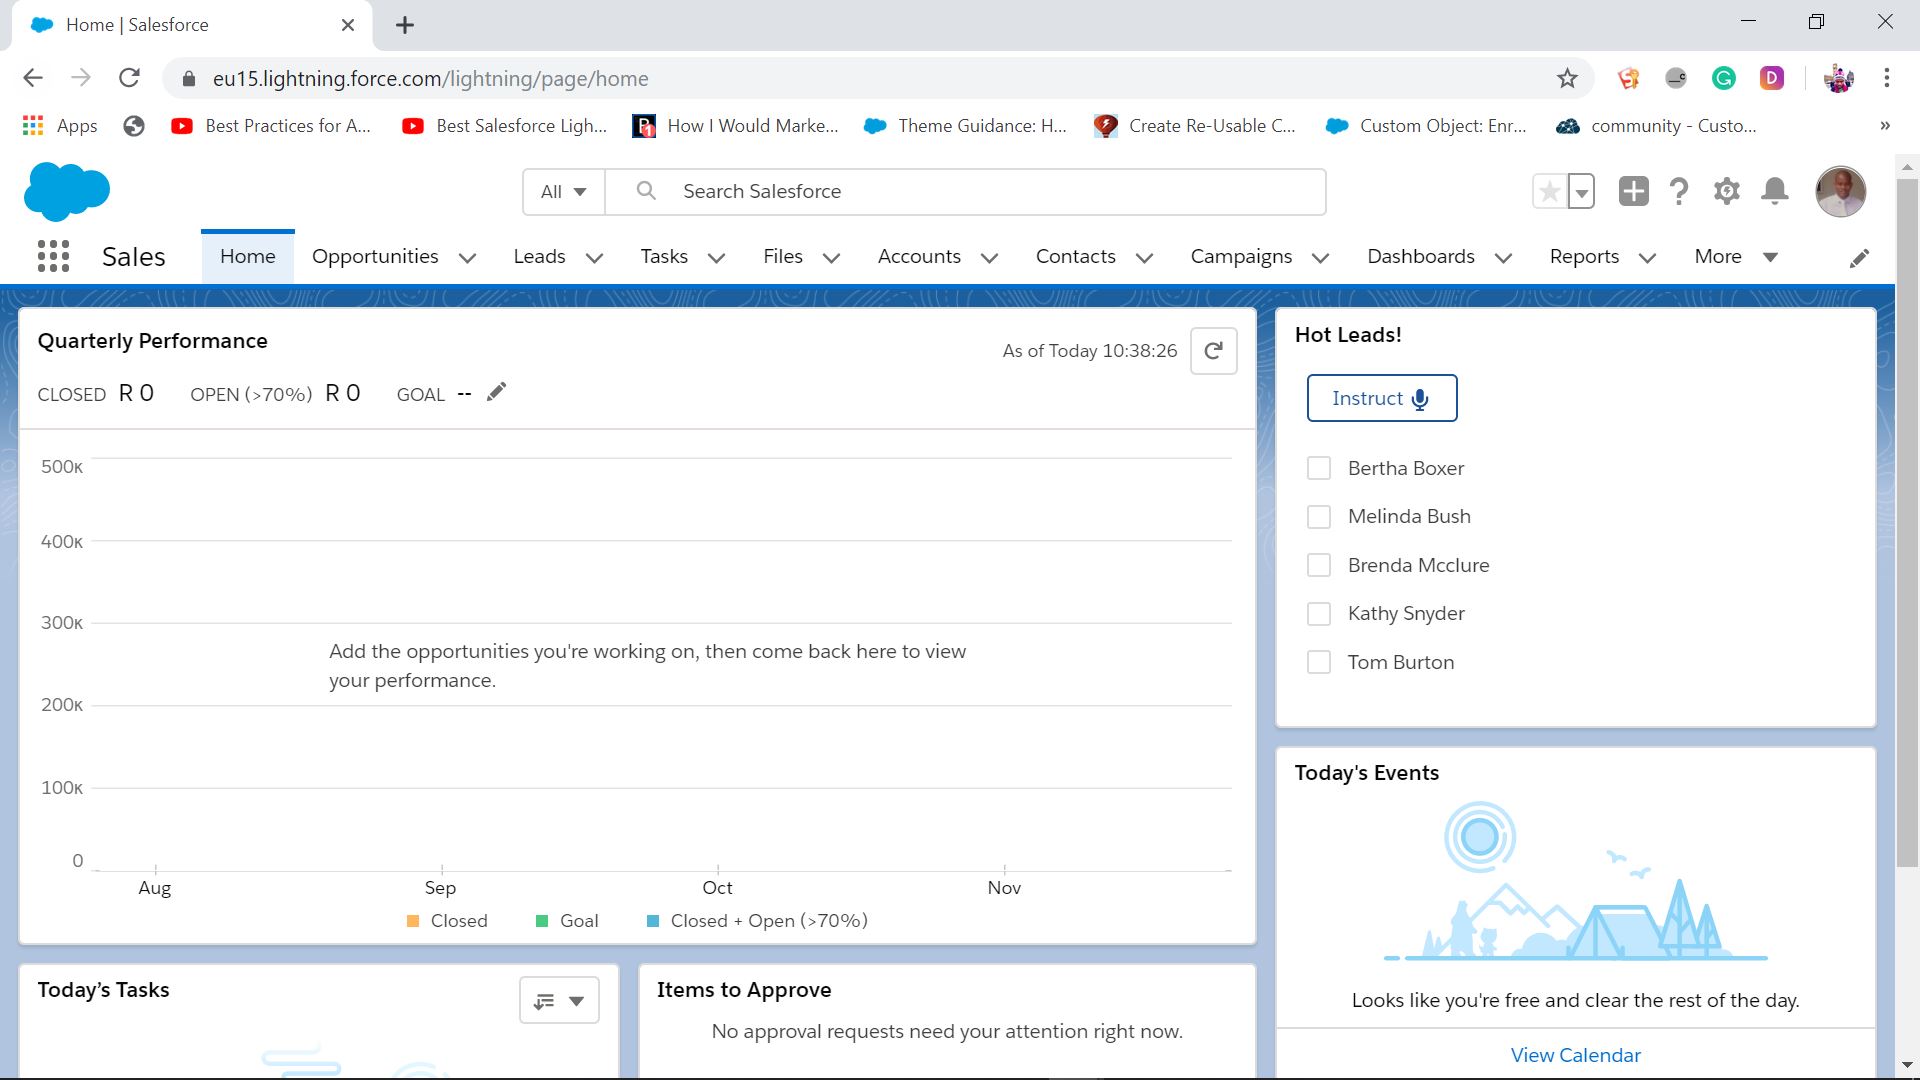 Home | Salesforce
eu15.lightning.force.com/lightning/page/home
Apps
Best Practices for A...
Best Salesforce Ligh...
How I Would Marke...
Theme Guidance: H...
Create Re-Usable C...
Custom Object: Enr...
community - Custo...
All
Search Salesforce
Sales
Home
Opportunities
Leads
Tasks
Files
Accounts
Contacts
Campaigns
Dashboards
Reports
More
Quarterly Performance
As of Today 10:38:26
CLOSED R 0 OPEN (>70%) R 0 GOAL --
500K
400K
300K
200K
100K
0
Add the opportunities you're working on, then come back here to view
your performance.
Aug Sep Oct Nov
Closed Goal Closed + Open (>70%)
Hot Leads!
Instruct
Bertha Boxer
Melinda Bush
Brenda Mcclure
Kathy Snyder
Tom Burton
Today's Events
Looks like you're free and clear the rest of the day.
View Calendar
Today’s Tasks
Items to Approve
No approval requests need your attention right now.